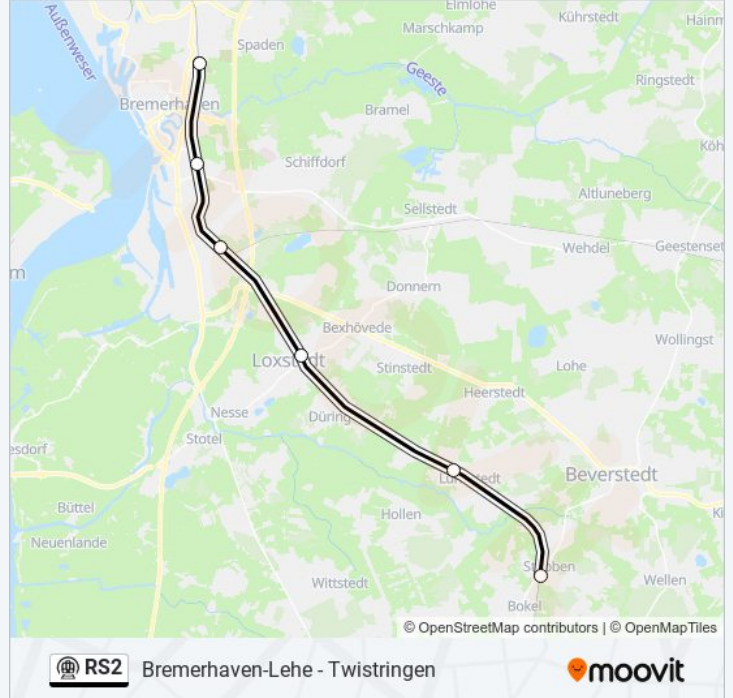 Elmlohe
Kührstedt
Hainm
Marschkamp
Außenweser
Spaden
Geeste
Ringstedt
Bremerhaven
Bramel
Köh
Schiffdorf
Altluneberg
Sellstedt
Wehdel
Geestenset
m
Donnern
Bexhövede
Wollingst
Loxstedt
Stinstedt
Lohe
Heerstedt
Nesse
Düring
Stotel
esdorf
Lunestedt
Beverstedt
Büttel
Hollen
Ki
Neuenlande
Stubben
Wittstedt
Wellen
Bokel
© OpenStreetMap contributors | © OpenMapTiles
RS2 Bremerhaven-Lehe - Twistringen
moovit